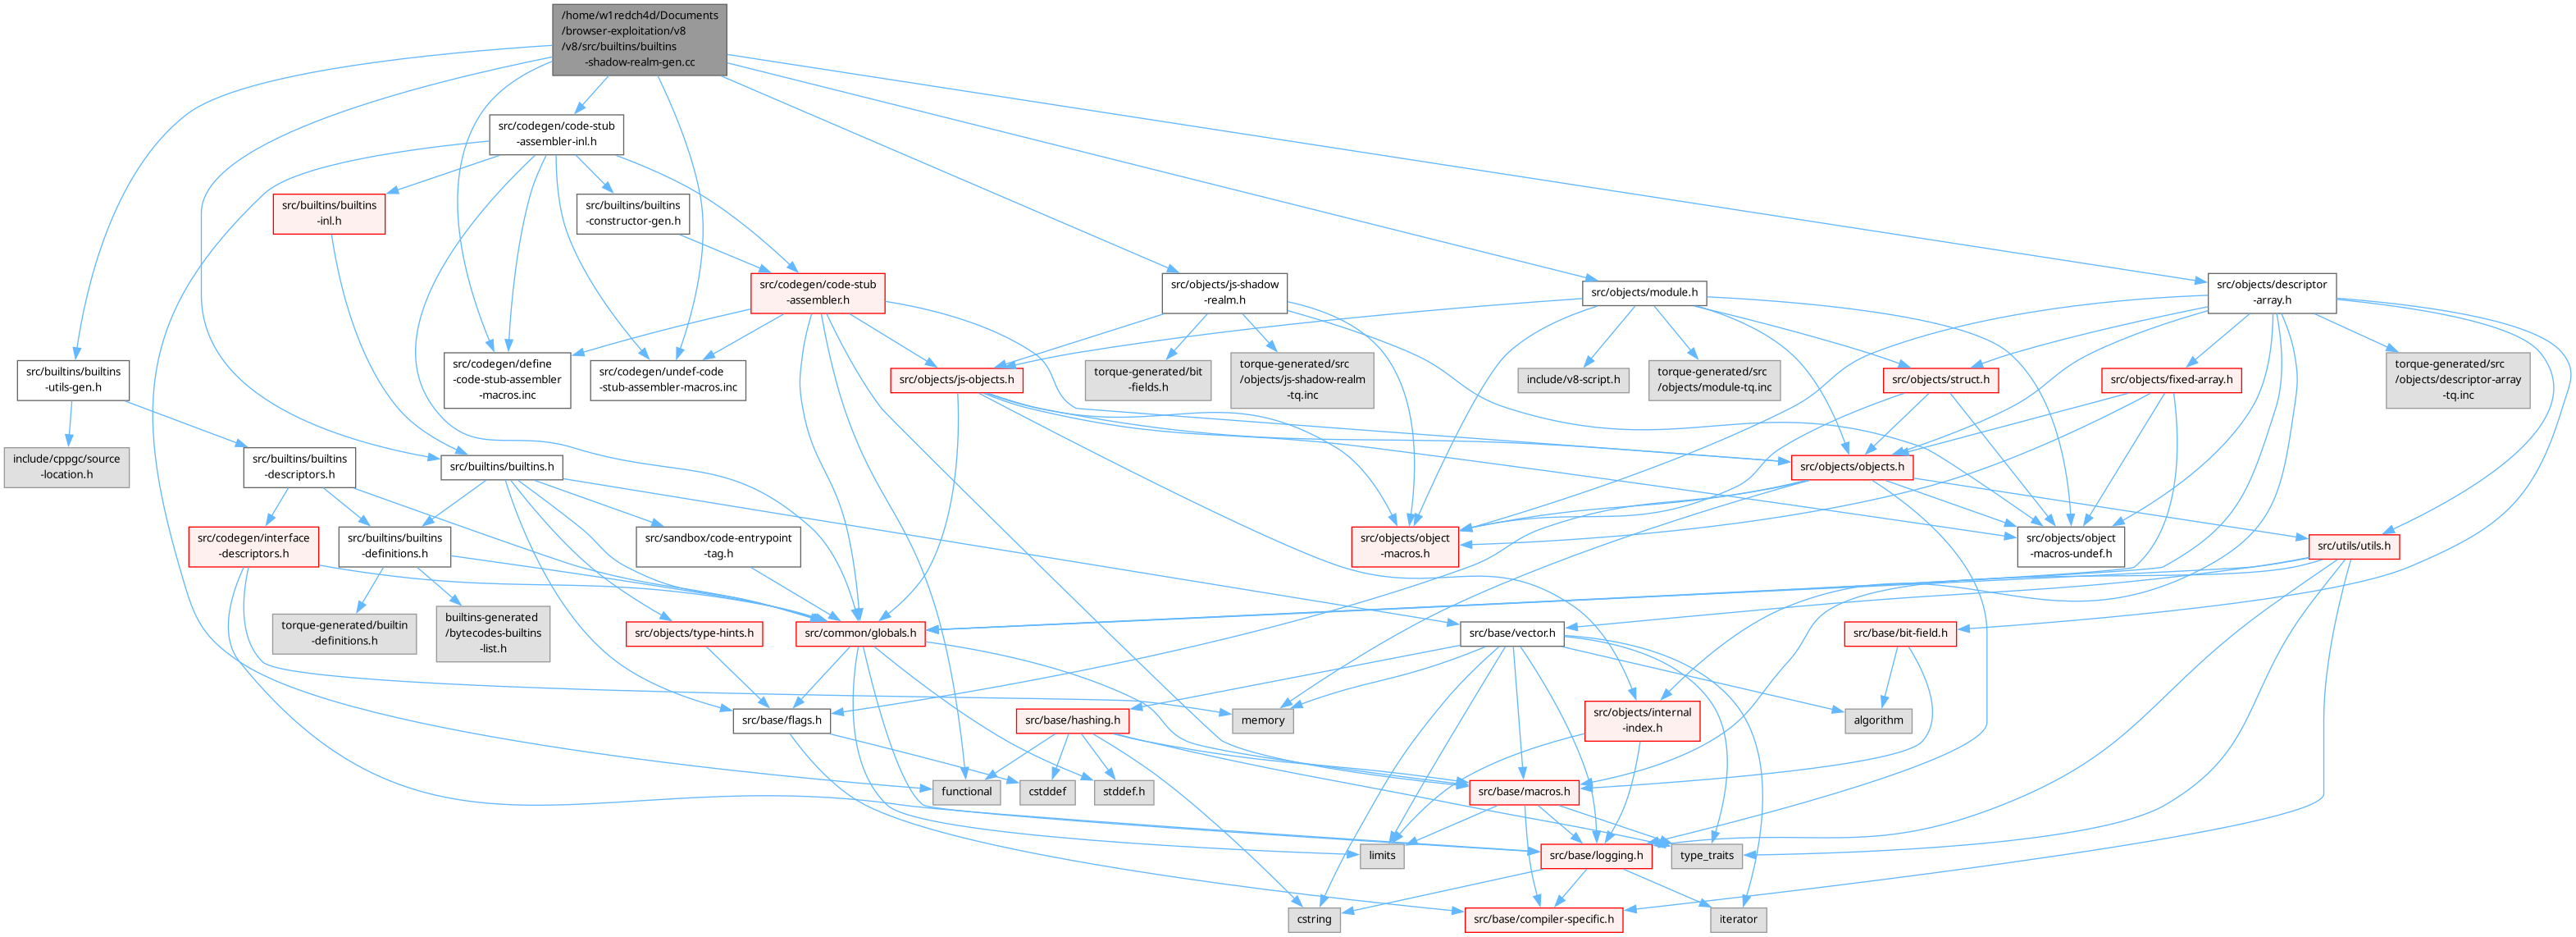 /home/w1redch4d/Documents
/browser-exploitation/v8
/v8/src/builtins/builtins
-shadow-realm-gen.cc
src/codegen/code-stub
-assembler-inl.h
src/builtins/builtins
-inl.h
src/builtins/builtins
-constructor-gen.h
src/codegen/code-stub
-assembler.h
src/objects/js-shadow
-realm.h
src/objects/module.h
src/objects/descriptor
-array.h
src/builtins/builtins
-utils-gen.h
src/codegen/define
-code-stub-assembler
-macros.inc
src/codegen/undef-code
-stub-assembler-macros.inc
src/objects/js-objects.h
torque-generated/bit
-fields.h
torque-generated/src
/objects/js-shadow-realm
-tq.inc
include/v8-script.h
torque-generated/src
/objects/module-tq.inc
src/objects/struct.h
src/objects/fixed-array.h
torque-generated/src
/objects/descriptor-array
-tq.inc
include/cppgc/source
-location.h
src/builtins/builtins
-descriptors.h
src/builtins/builtins.h
src/objects/objects.h
src/codegen/interface
-descriptors.h
src/builtins/builtins
-definitions.h
src/sandbox/code-entrypoint
-tag.h
src/objects/object
-macros.h
src/objects/object
-macros-undef.h
src/utils/utils.h
torque-generated/builtin
-definitions.h
builtins-generated
/bytecodes-builtins
-list.h
src/objects/type-hints.h
src/common/globals.h
src/base/vector.h
src/base/bit-field.h
src/base/flags.h
src/base/hashing.h
memory
src/objects/internal
-index.h
algorithm
functional
cstddef
stddef.h
src/base/macros.h
limits
src/base/logging.h
type_traits
cstring
src/base/compiler-specific.h
iterator